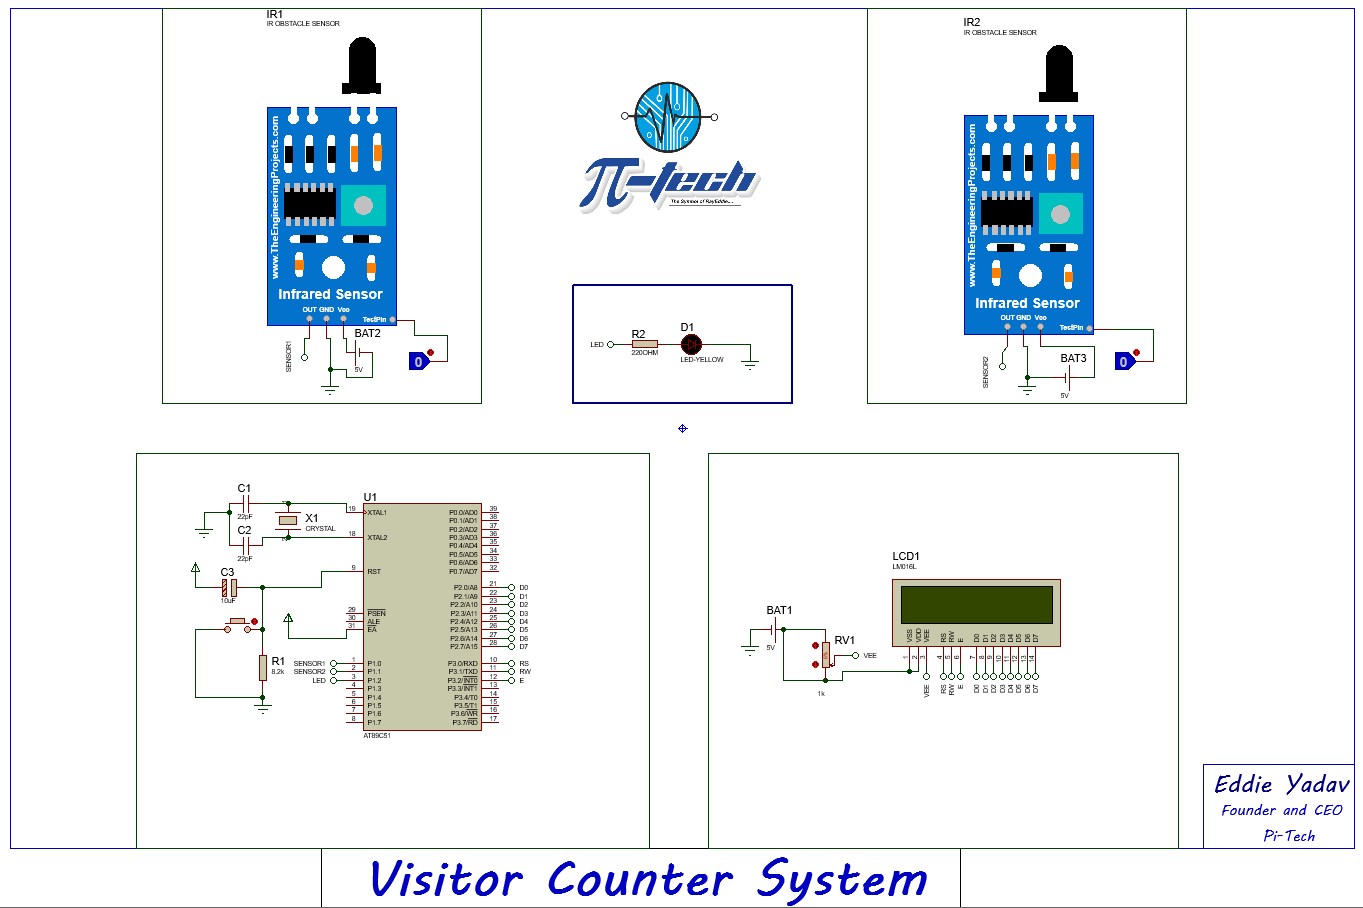 IR1
IR OBSTACLE SENSOR
www.TheEngineeringProjects.com
Infrared Sensor
OUT GND Vcc
TestPin
SENSOR1
BAT2
5V
0
π-tech
The Symbol of RayEddie...
IR2
IR OBSTACLE SENSOR
www.TheEngineeringProjects.com
Infrared Sensor
OUT GND Vcc
TestPin
SENSOR2
BAT3
5V
0
LED
R2
220OHM
D1
LED-YELLOW
C1
22pF
C2
22pF
X1
CRYSTAL
C3
10uF
R1
8.2k
SENSOR1
SENSOR2
LED
U1
19 XTAL1
18 XTAL2
9 RST
29 PSEN
30 ALE
31 EA
1 P1.0
2 P1.1
3 P1.2
4 P1.3
5 P1.4
6 P1.5
7 P1.6
8 P1.7
P0.0/AD0 39
P0.1/AD1 38
P0.2/AD2 37
P0.3/AD3 36
P0.4/AD4 35
P0.5/AD5 34
P0.6/AD6 33
P0.7/AD7 32
P2.0/A8 21 D0
P2.1/A9 22 D1
P2.2/A10 23 D2
P2.3/A11 24 D3
P2.4/A12 25 D4
P2.5/A13 26 D5
P2.6/A14 27 D6
P2.7/A15 28 D7
P3.0/RXD 10 RS
P3.1/TXD 11 RW
P3.2/INT0 12 E
P3.3/INT1 13
P3.4/T0 14
P3.5/T1 15
P3.6/WR 16
P3.7/RD 17
AT89C51
BAT1
5V
RV1
1k
VEE
LCD1
LM016L
VSS VDD VEE RS RW E D0 D1 D2 D3 D4 D5 D6 D7
1 2 3 4 5 6 7 8 9 10 11 12 13 14
VEE RS RW E D0 D1 D2 D3 D4 D5 D6 D7
Eddie Yadav
Founder and CEO
Pi-Tech
Visitor Counter System